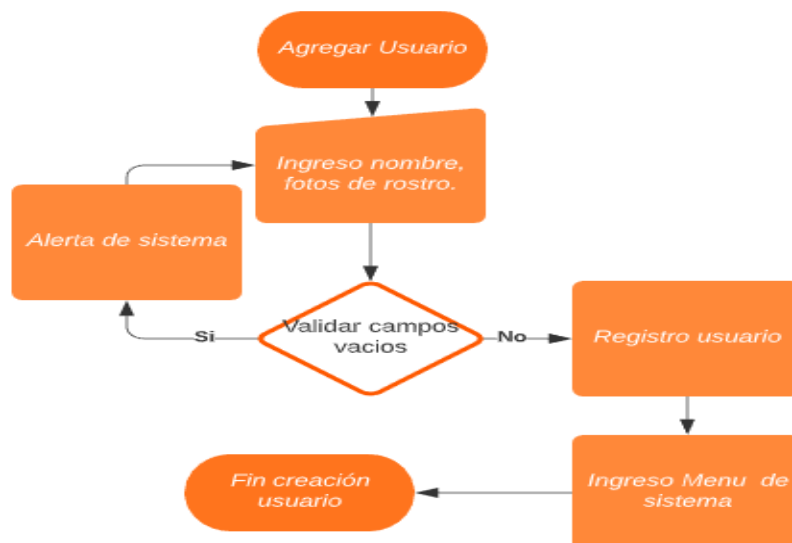 Agregar Usuario
Ingreso nombre,
fotos de rostro.
Alerta de sistema
Validar campos
vacios
Si
No
Registro usuario
Ingreso Menu de
sistema
Fin creación
usuario